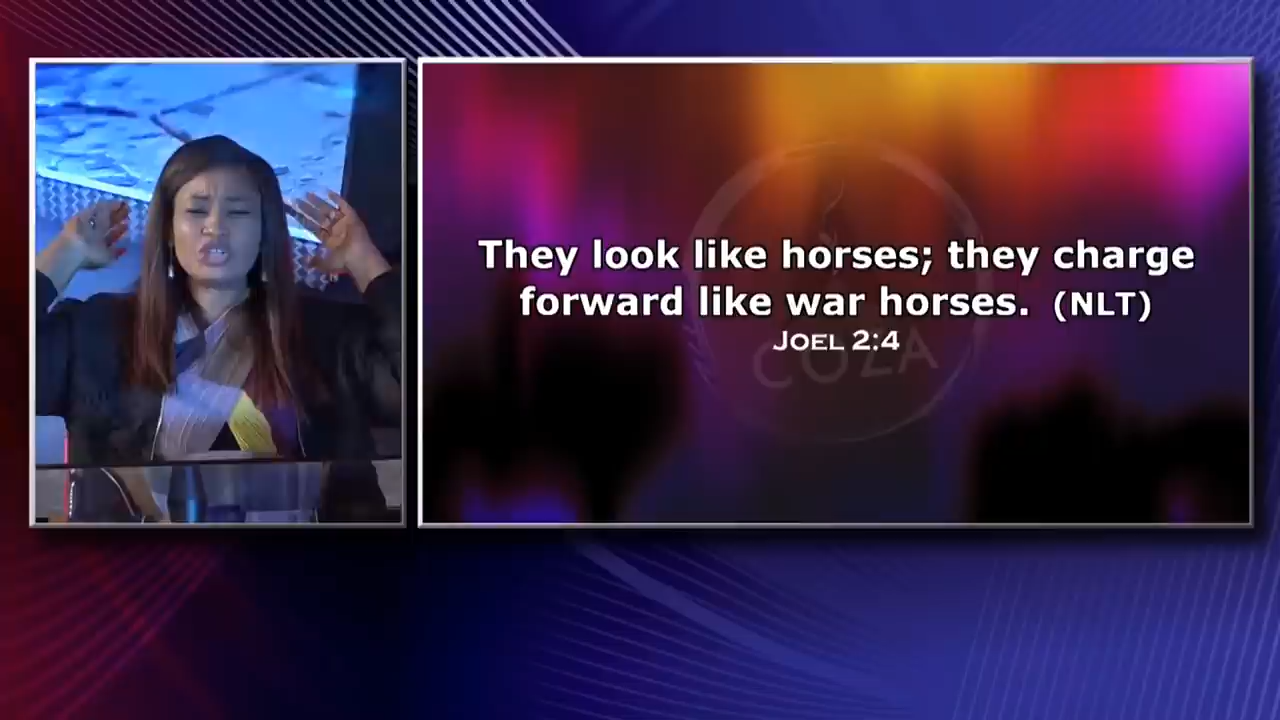 They look like horses; they charge
forward like war horses. (NLT)
JOEL 2:4
COZA